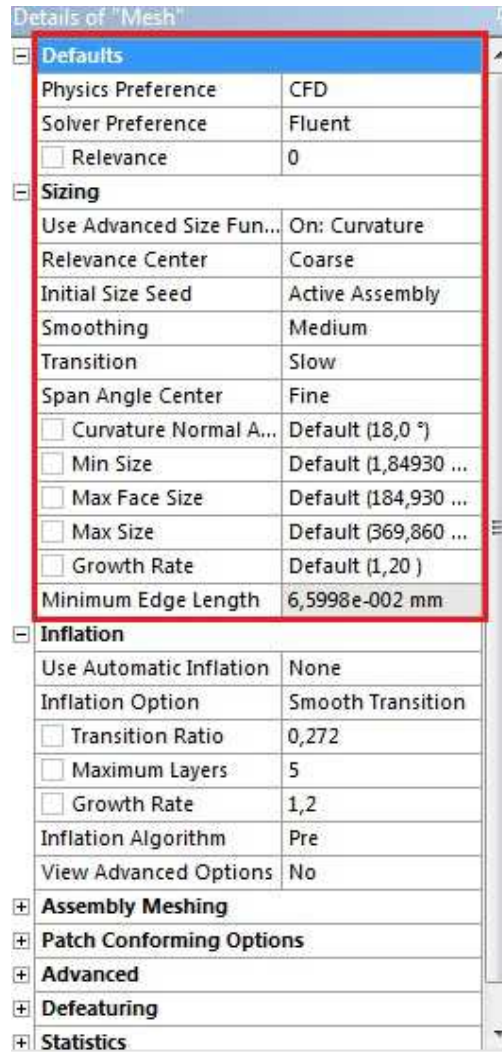 Details of "Mesh"
Defaults
Physics Preference CFD
Solver Preference Fluent
Relevance 0
Sizing
Use Advanced Size Fun... On: Curvature
Relevance Center Coarse
Initial Size Seed Active Assembly
Smoothing Medium
Transition Slow
Span Angle Center Fine
Curvature Normal A... Default (18,0 °)
Min Size Default (1,84930 ...
Max Face Size Default (184,930 ...
Max Size Default (369,860 ...
Growth Rate Default (1,20 )
Minimum Edge Length 6,5998e-002 mm
Inflation
Use Automatic Inflation None
Inflation Option Smooth Transition
Transition Ratio 0,272
Maximum Layers 5
Growth Rate 1,2
Inflation Algorithm Pre
View Advanced Options No
Assembly Meshing
Patch Conforming Options
Advanced
Defeaturing
Statistics